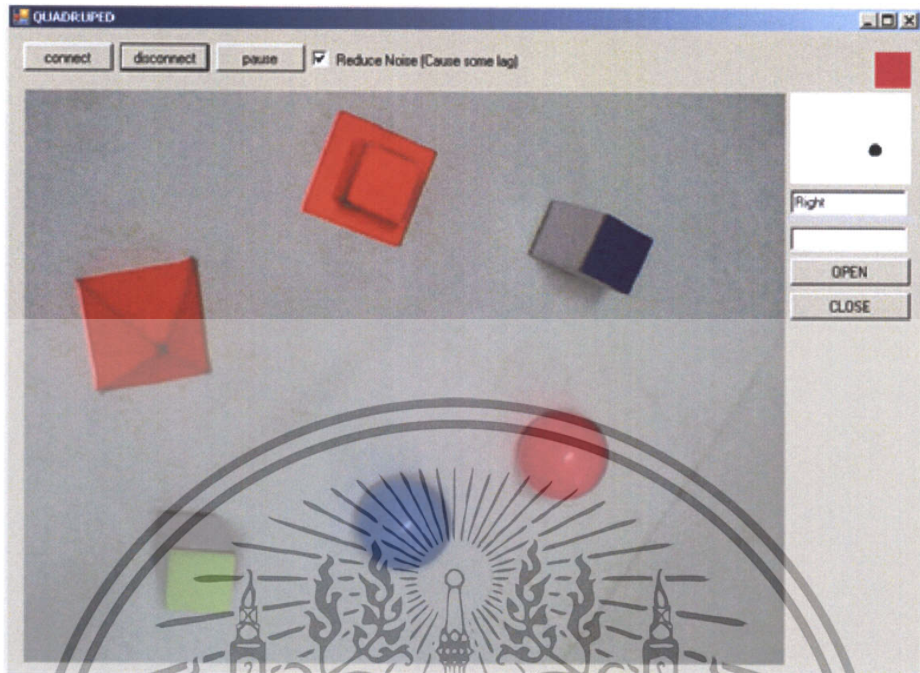 QUADRUPED
connect disconnect pause Reduce Noise (Cause some lag)
Right
OPEN
CLOSE